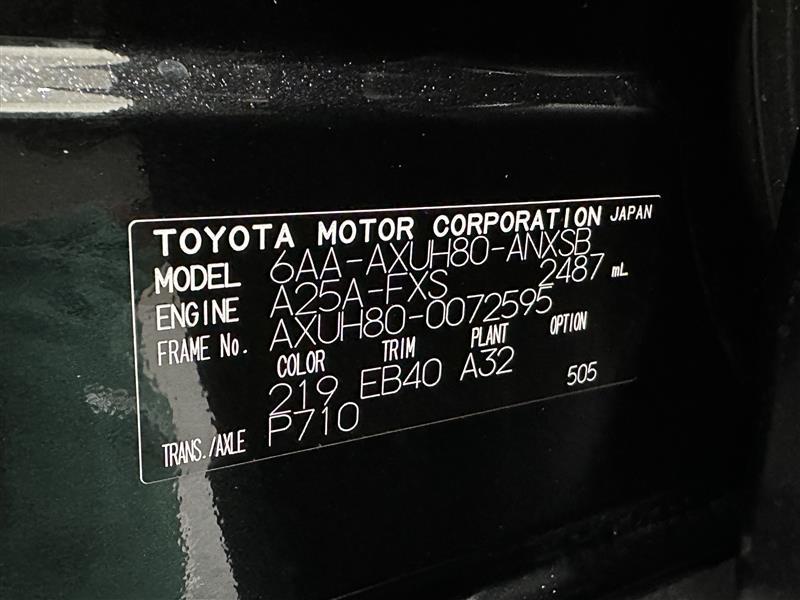 TOYOTA MOTOR CORPORATION JAPAN
MODEL 6AA-AXUH80-ANXSB
ENGINE A25A-FXS 2487 mL
FRAME No. AXUH80-0072595
COLOR TRIM PLANT OPTION
219 EB40 A32 505
TRANS./AXLE P710